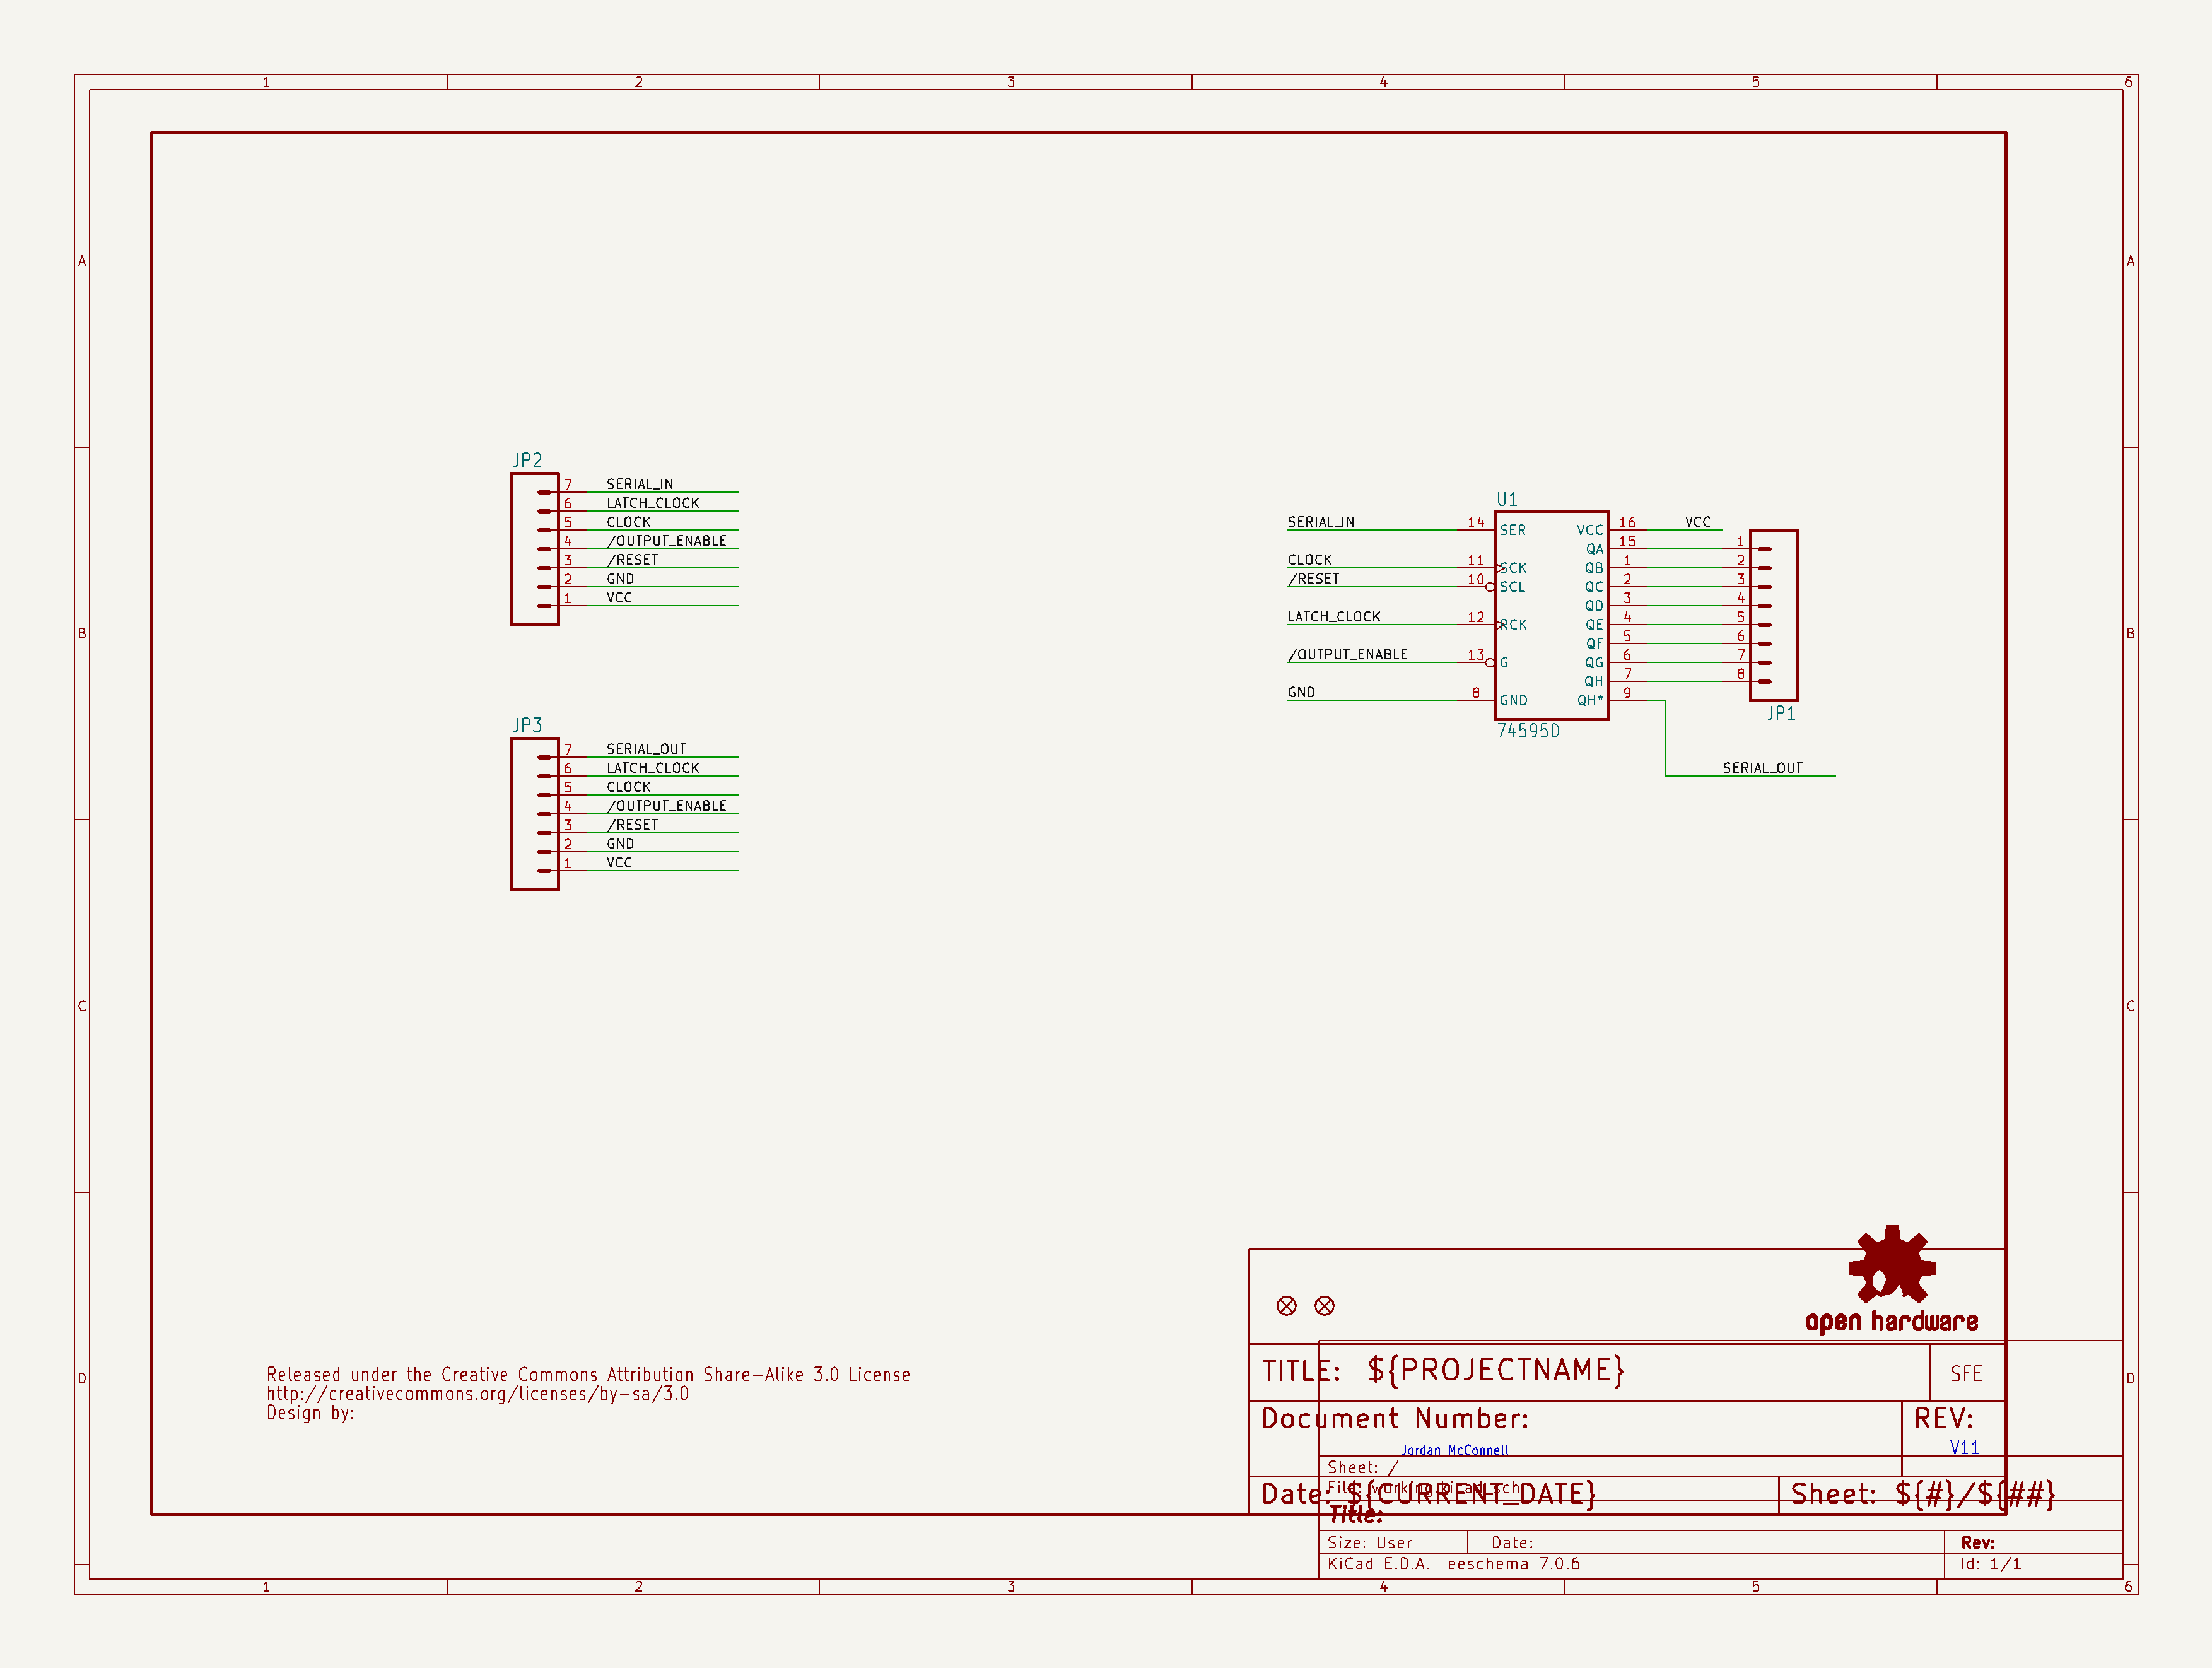 1 2 3 4 5 6
A A
JP2
7 SERIAL_IN
6 LATCH_CLOCK
5 CLOCK
4 /OUTPUT_ENABLE
3 /RESET
2 GND
1 VCC
U1
SERIAL_IN 14 SER VCC 16 VCC
QA 15 1
CLOCK 11 SCK QB 1 2
/RESET 10 SCL QC 2 3
QD 3 4
LATCH_CLOCK 12 RCK QE 4 5
QF 5 6
/OUTPUT_ENABLE 13 G QG 6 7
QH 7 8
GND 8 GND QH* 9
JP1
74595D
SERIAL_OUT
B B
JP3
7 SERIAL_OUT
6 LATCH_CLOCK
5 CLOCK
4 /OUTPUT_ENABLE
3 /RESET
2 GND
1 VCC
C C
open hardware
D D
Released under the Creative Commons Attribution Share-Alike 3.0 License
http://creativecommons.org/licenses/by-sa/3.0
Design by:
TITLE: ${PROJECTNAME}
SFE
Document Number:
REV:
Jordan McConnell
V11
Sheet: /
File: working.kicad_sch
Date: ${CURRENT_DATE}
Sheet: ${#}/${##}
Title:
Size: User Date: Rev:
KiCad E.D.A. eeschema 7.0.6 Id: 1/1
1 2 3 4 5 6